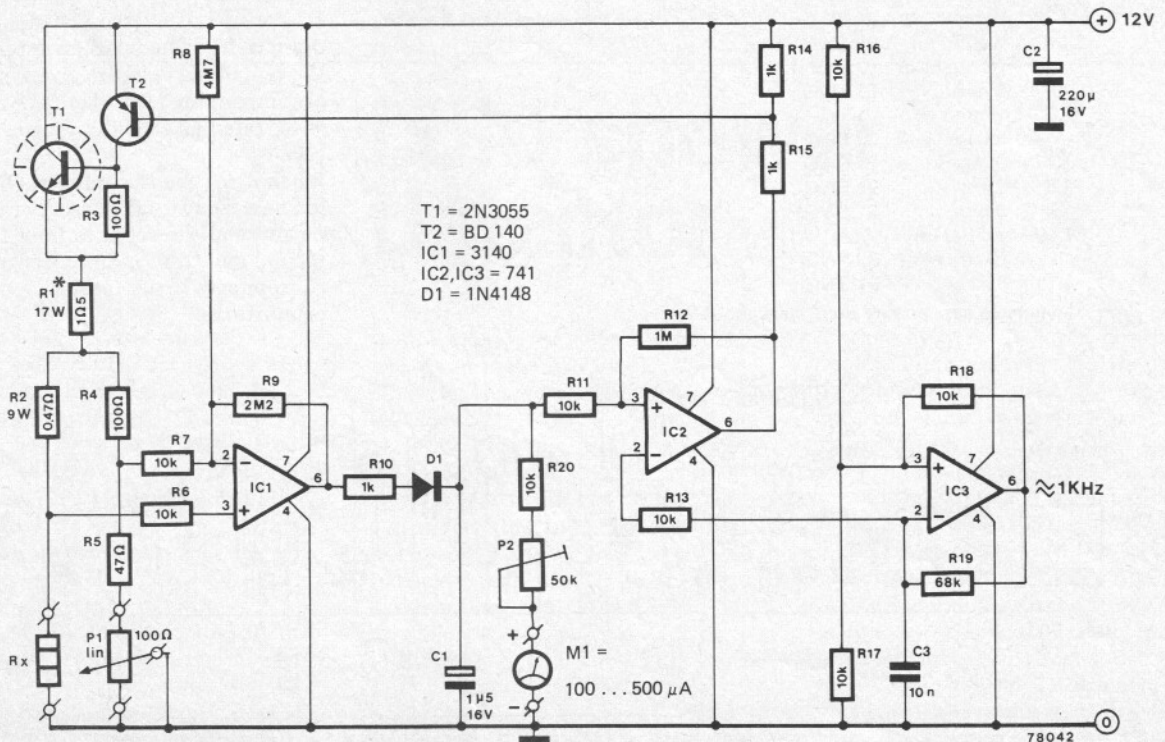 12V
R8
4M7
T2
T1
R3
100Ω
R14
1k
R16
10k
C2
220µ
16V
R15
1k
T1 = 2N3055
T2 = BD 140
IC1 = 3140
IC2,IC3 = 741
D1 = 1N4148
R1 *
17W
1Ω5
R2
9W
0,47Ω
R4
100Ω
R9
2M2
R7
10k
R6
10k
2
3
−
+
IC1
7
6
4
R10
1k
D1
R11
10k
R12
1M
3
2
+
−
IC2
7
6
4
R13
10k
R18
10k
3
2
+
−
IC3
7
6
4
≈1KHz
R19
68k
R20
10k
P2
50k
R5
47Ω
P1
lin
100Ω
Rx
C1
1µ5
16V
+
−
M1 =
100 ... 500 µA
R17
10k
C3
10n
0
78042